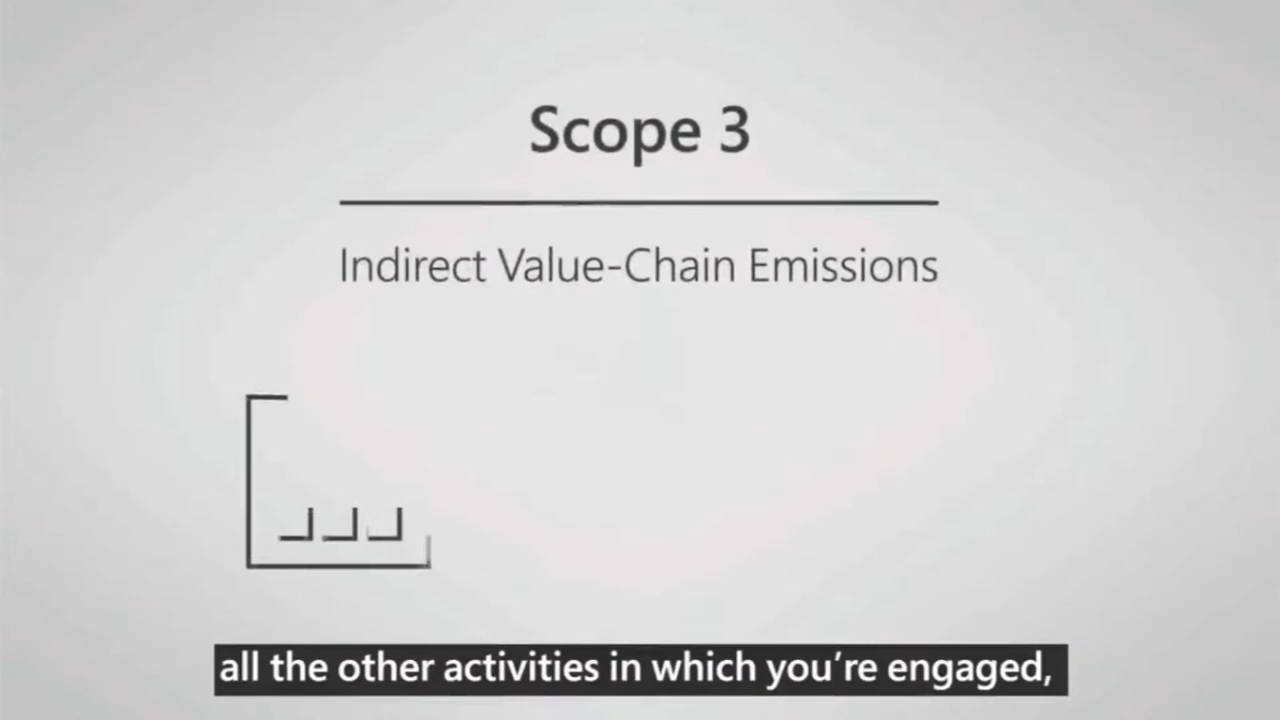 Scope 3
Indirect Value-Chain Emissions
all the other activities in which you’re engaged,